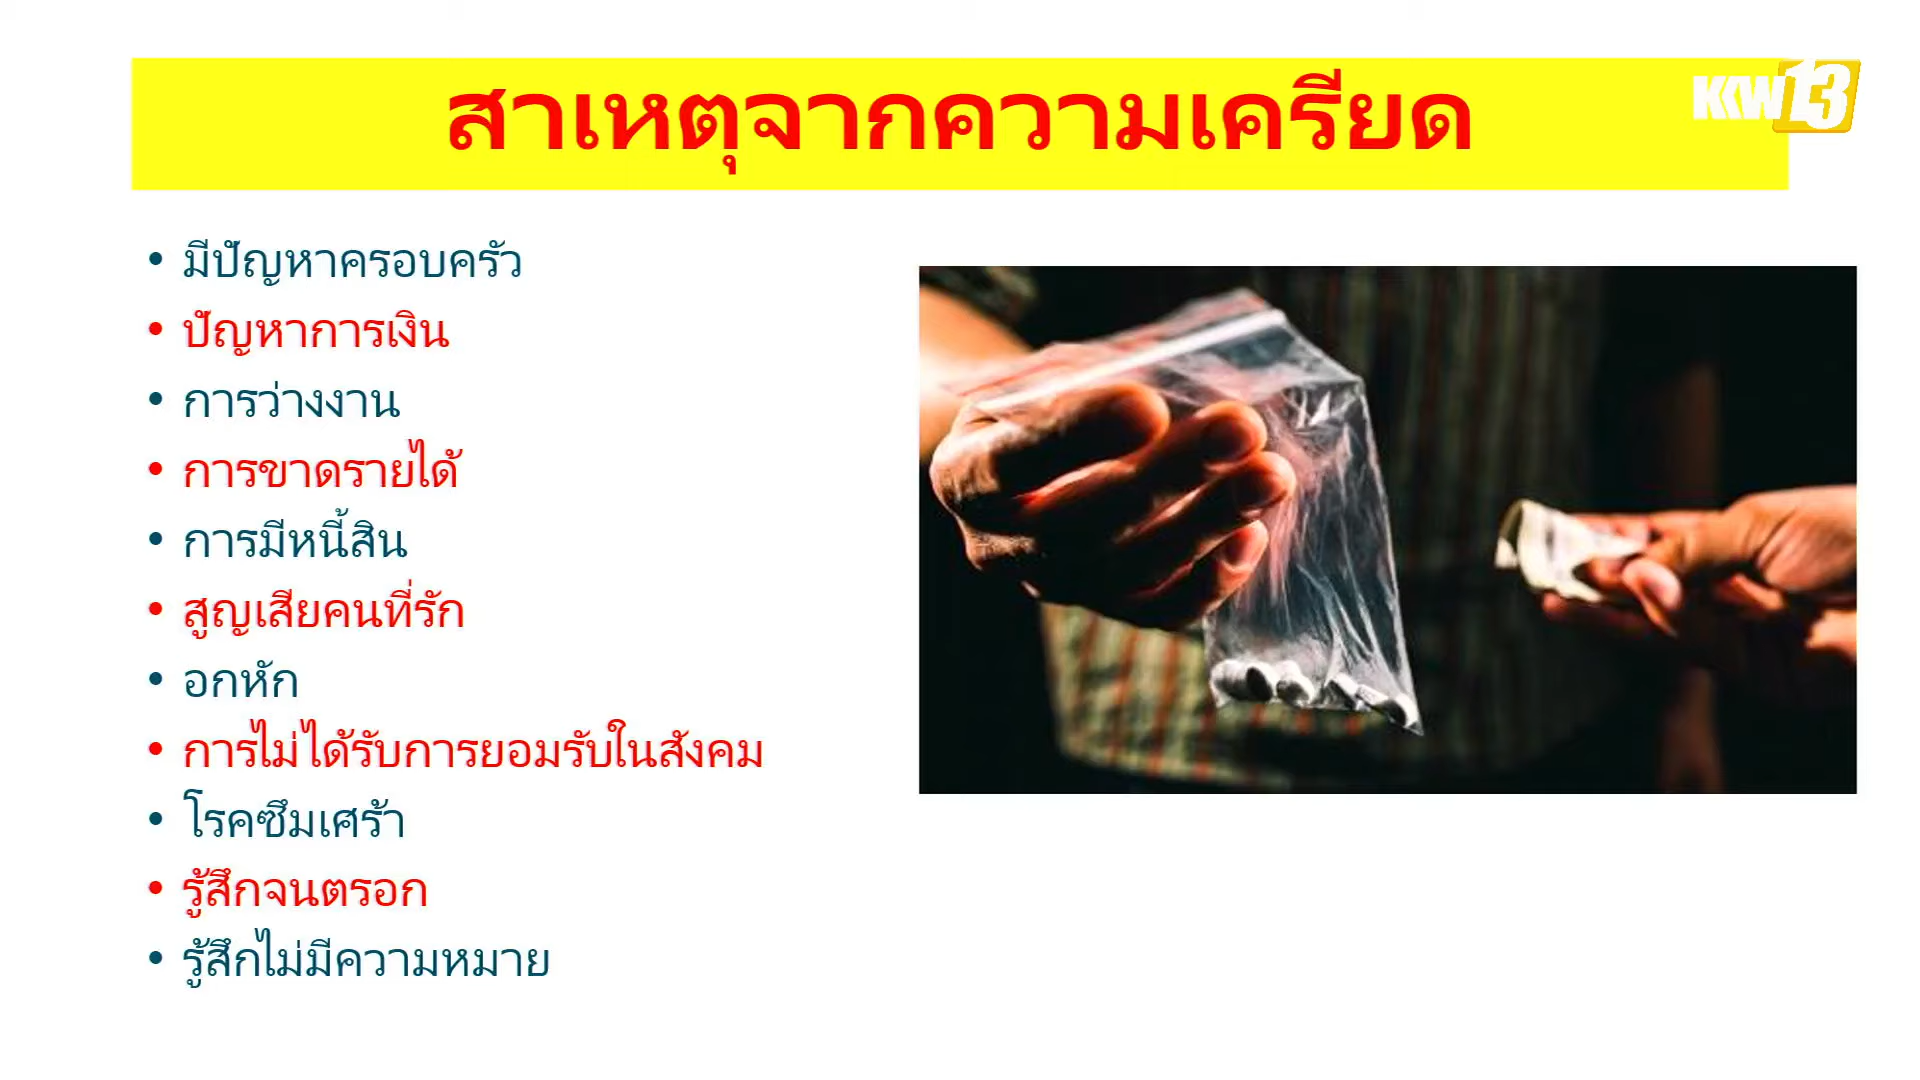 สาเหตุจากความเครียด
KKW13
• มีปัญหาครอบครัว
• ปัญหาการเงิน
• การว่างงาน
• การขาดรายได้
• การมีหนี้สิน
• สูญเสียคนที่รัก
• อกหัก
• การไม่ได้รับการยอมรับในสังคม
• โรคซึมเศร้า
• รู้สึกจนตรอก
• รู้สึกไม่มีความหมาย